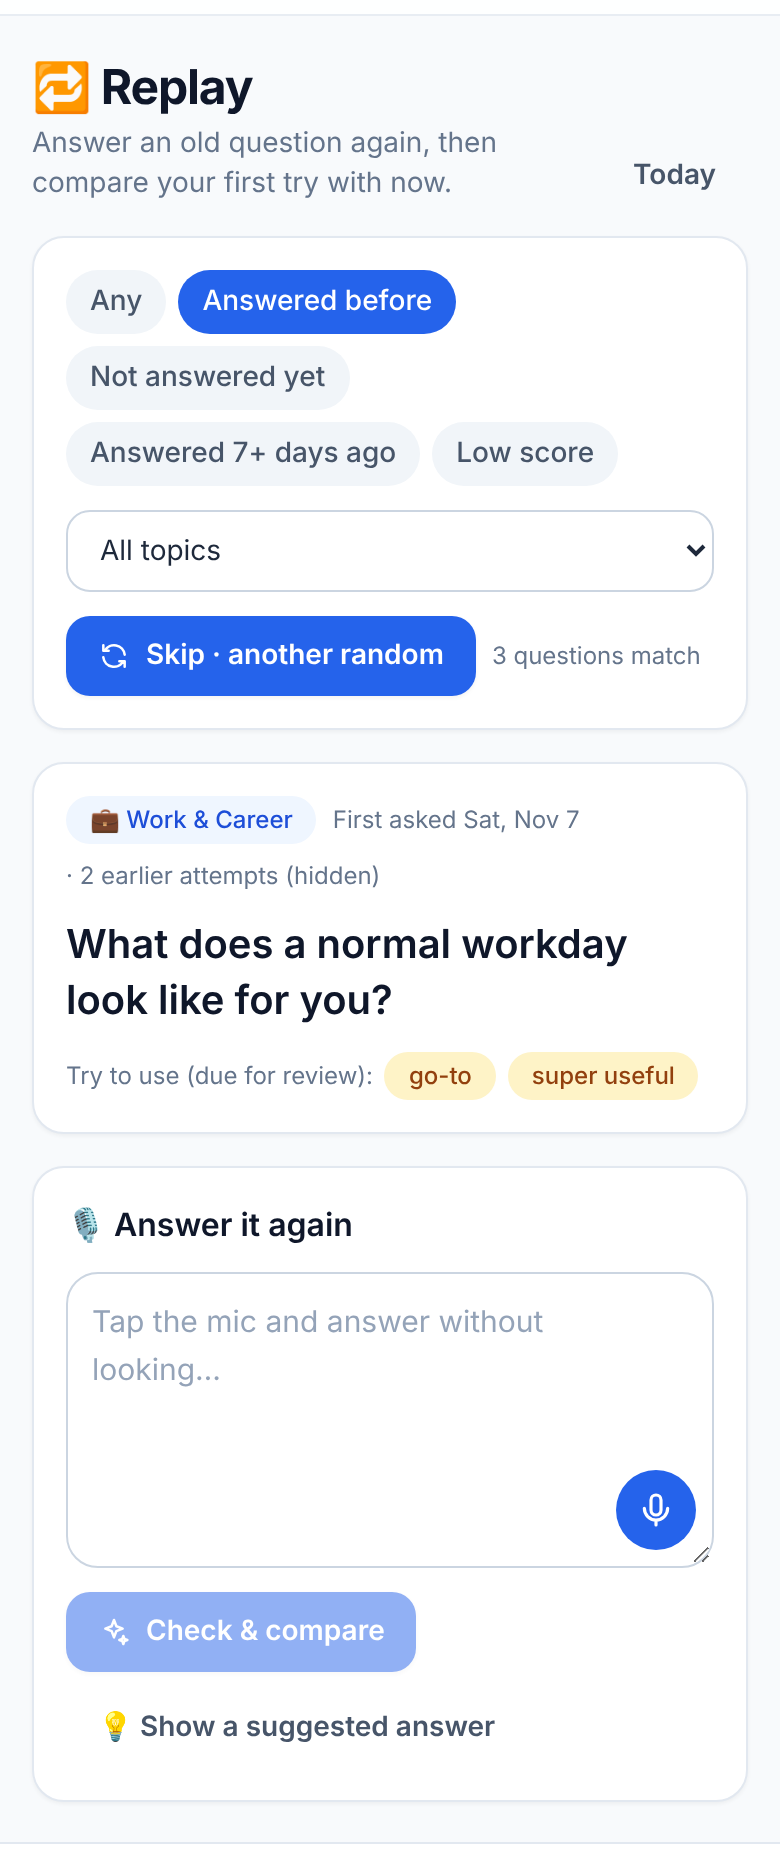 Replay
Answer an old question again, then
compare your first try with now.
Today
Any
Answered before
Not answered yet
Answered 7+ days ago
Low score
All topics
Skip · another random
3 questions match
Work & Career
First asked Sat, Nov 7
· 2 earlier attempts (hidden)
What does a normal workday
look like for you?
Try to use (due for review):
go-to
super useful
Answer it again
Tap the mic and answer without
looking...
Check & compare
Show a suggested answer